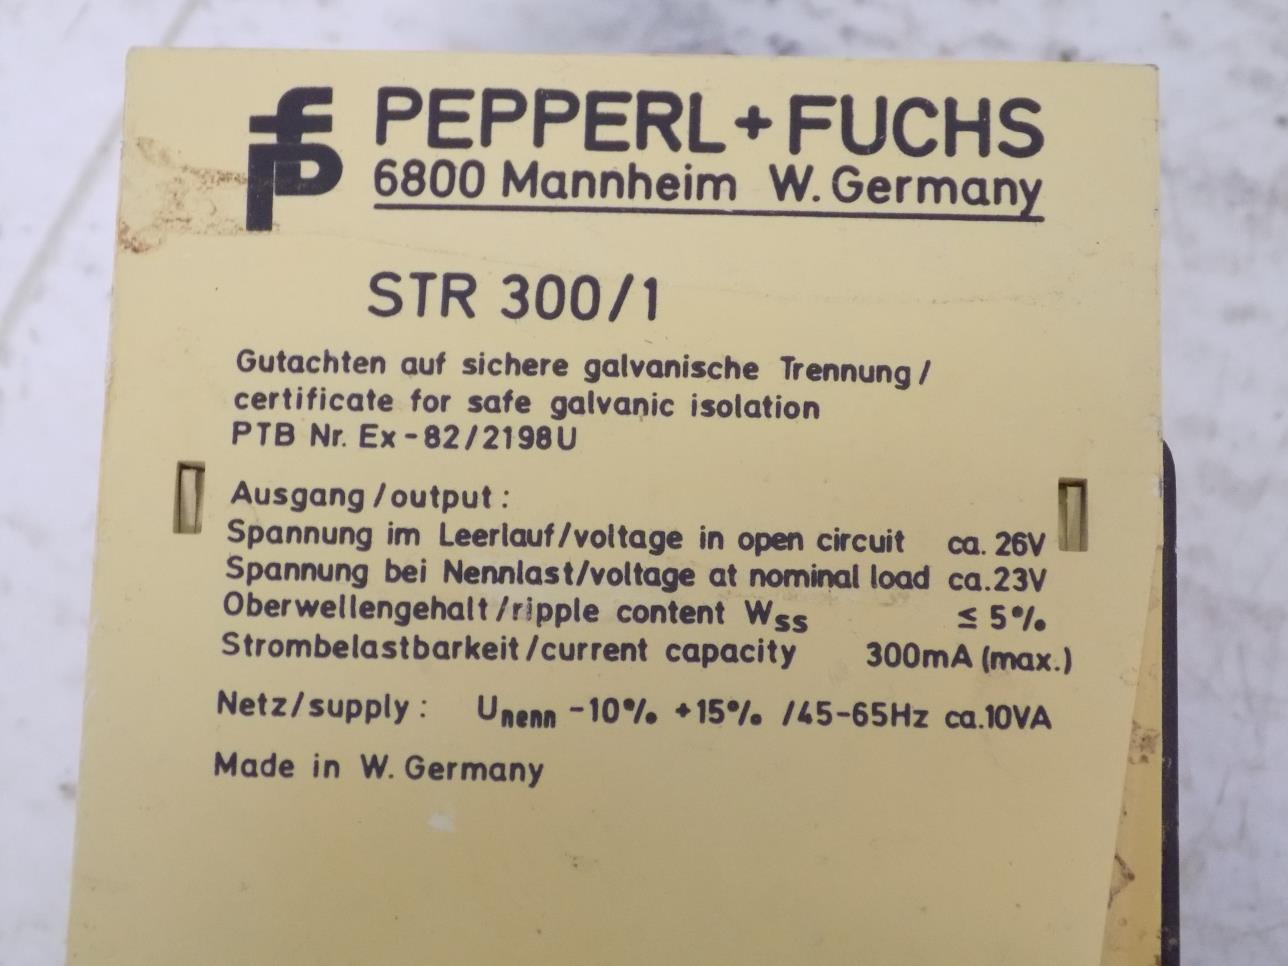 PEPPERL + FUCHS
6800 Mannheim W. Germany
STR 300/1
Gutachten auf sichere galvanische Trennung /
certificate for safe galvanic isolation
PTB Nr. Ex - 82/2198U
Ausgang / output :
Spannung im Leerlauf/voltage in open circuit ca. 26V
Spannung bei Nennlast/voltage at nominal load ca.23V
Oberwellengehalt/ripple content Wss ≤ 5%
Strombelastbarkeit/current capacity 300mA (max.)
Netz/supply : Unenn -10% +15% /45-65Hz ca.10VA
Made in W. Germany